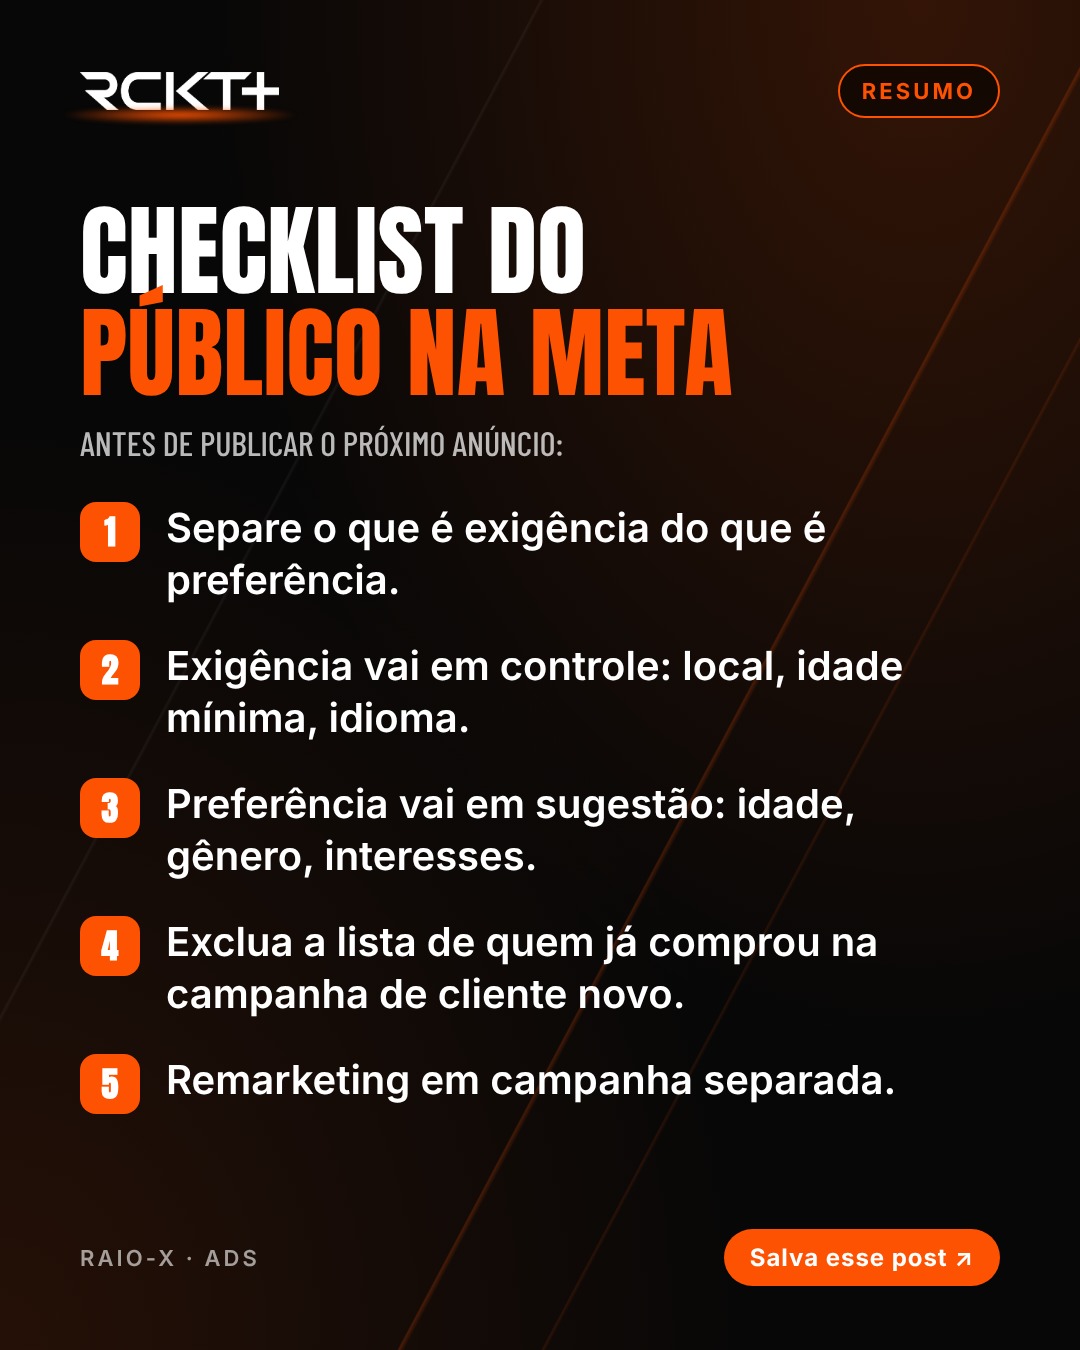 RCKT+
RESUMO
CHECKLIST DO
PÚBLICO NA META
ANTES DE PUBLICAR O PRÓXIMO ANÚNCIO:
1 Separe o que é exigência do que é
preferência.
2 Exigência vai em controle: local, idade
mínima, idioma.
3 Preferência vai em sugestão: idade,
gênero, interesses.
4 Exclua a lista de quem já comprou na
campanha de cliente novo.
5 Remarketing em campanha separada.
RAIO-X · ADS
Salva esse post ↗